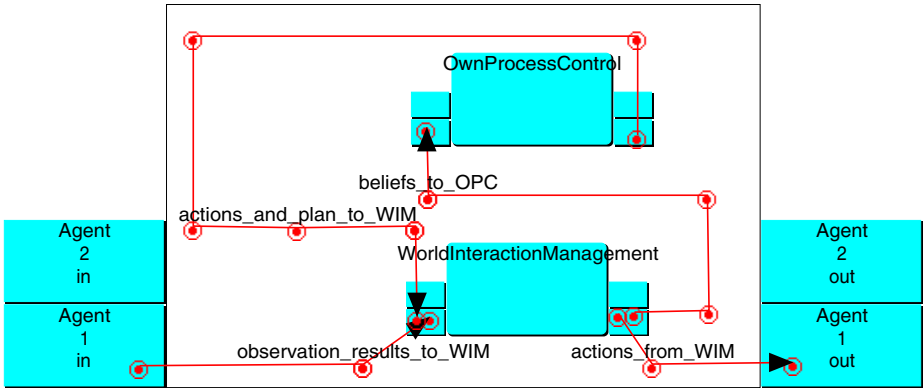 OwnProcessControl
beliefs_to_OPC
actions_and_plan_to_WIM
Agent
2
in
WorldInteractionManagement
Agent
2
out
Agent
1
in
observation_results_to_WIM
actions_from_WIM
Agent
1
out